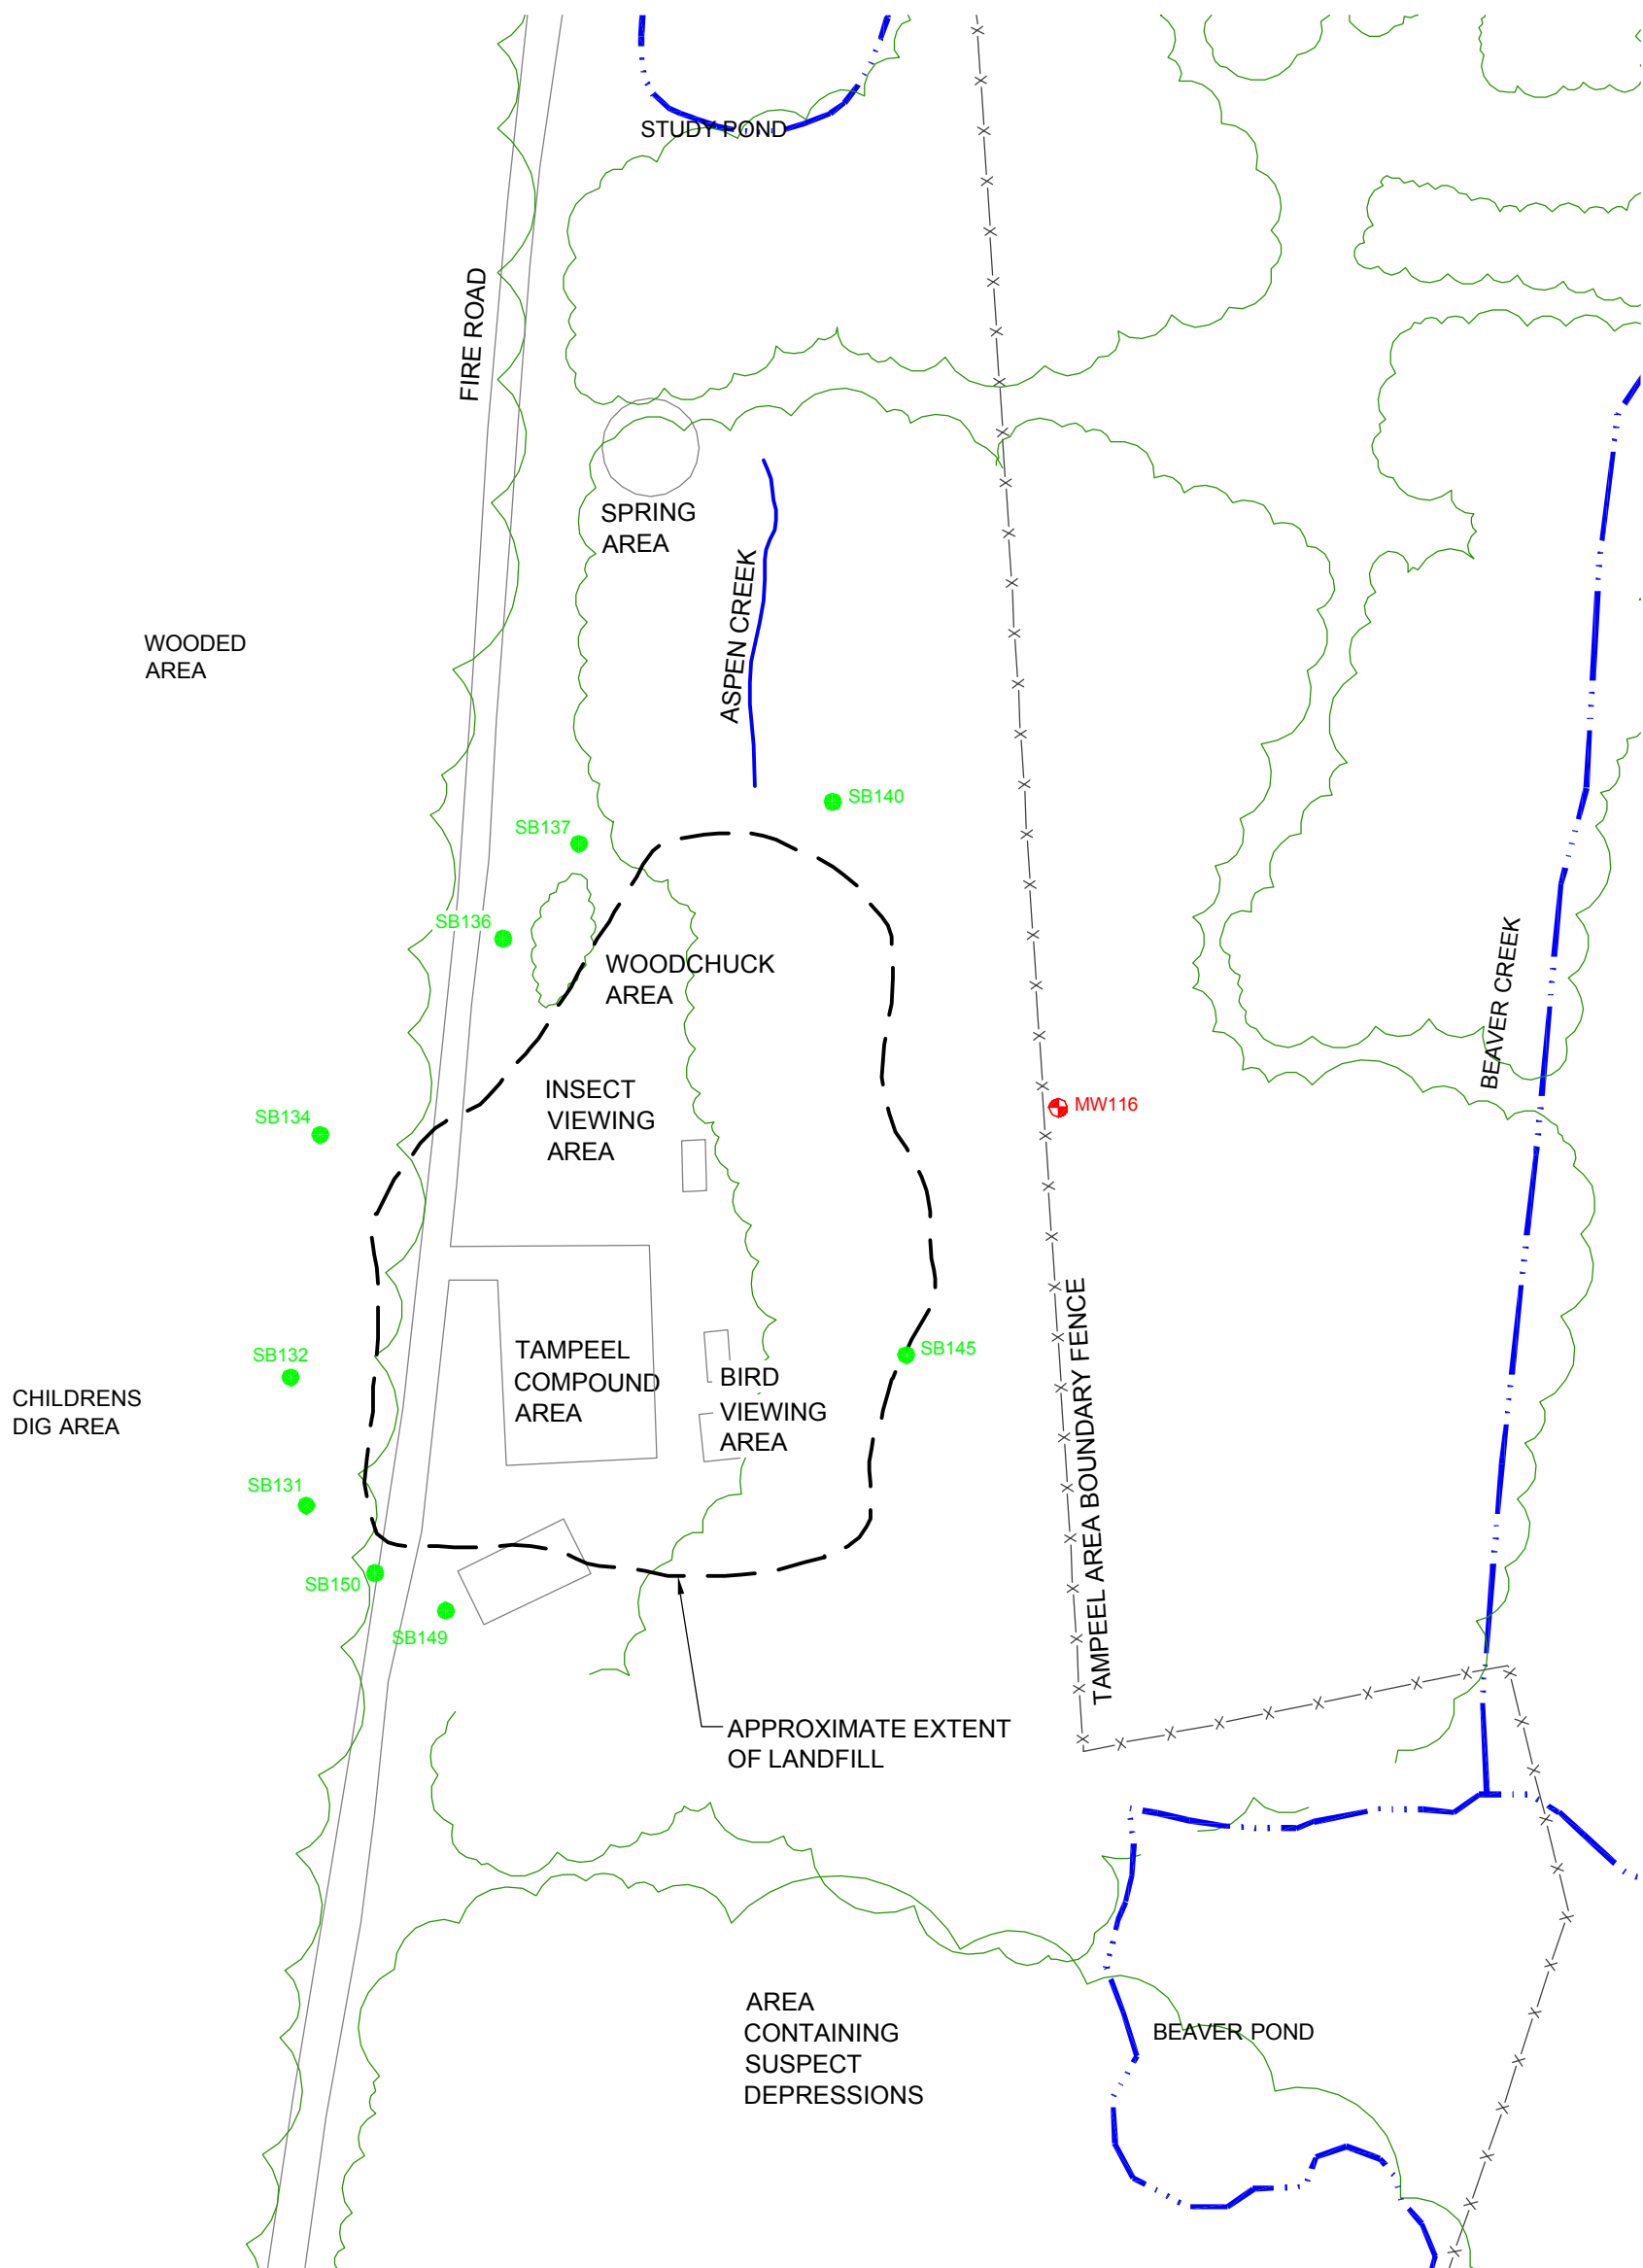 STUDY POND
FIRE ROAD
SPRING
AREA
ASPEN CREEK
WOODED
AREA
SB140
SB137
SB136
WOODCHUCK
AREA
BEAVER CREEK
INSECT
VIEWING
AREA
MW116
SB134
TAMPEEL AREA BOUNDARY FENCE
SB132
TAMPEEL
COMPOUND
AREA
SB145
BIRD
VIEWING
AREA
CHILDRENS
DIG AREA
SB131
SB150
SB149
APPROXIMATE EXTENT
OF LANDFILL
AREA
CONTAINING
SUSPECT
DEPRESSIONS
BEAVER POND